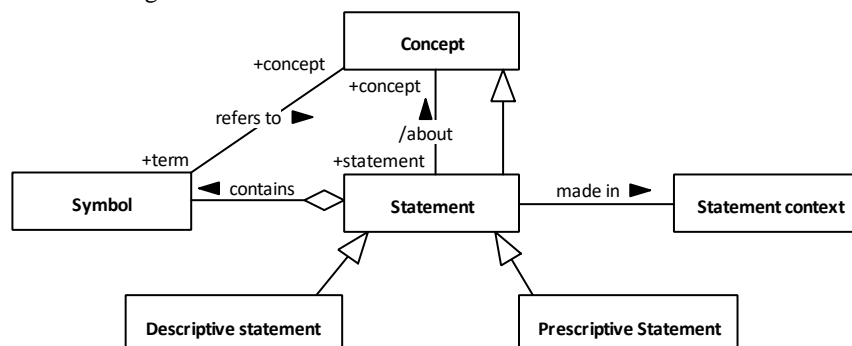 Concept
+concept
+concept
refers to ►
/about
+term
+statement
◄ contains
made in ►
Symbol
Statement
Statement context
Descriptive statement
Prescriptive Statement